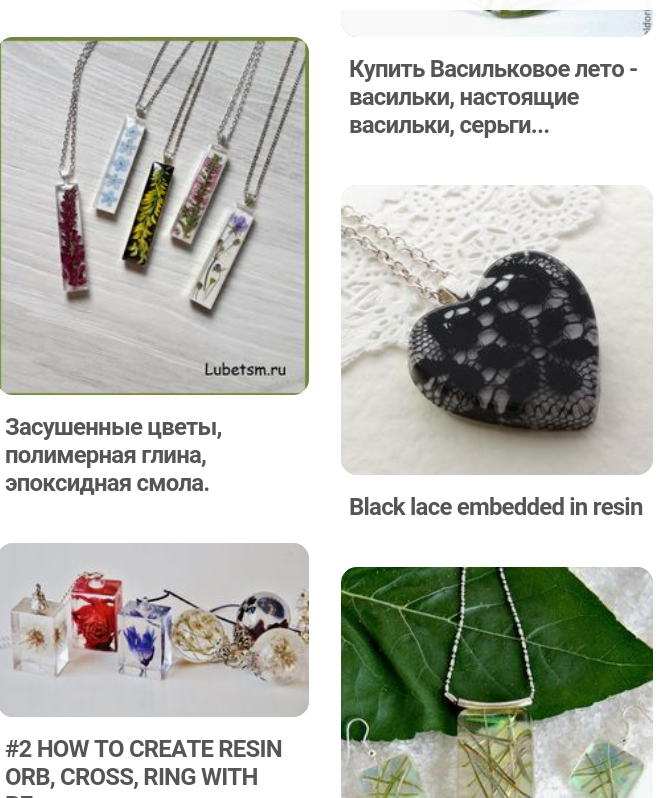 Lubetsm.ru
Засушенные цветы,
полимерная глина,
эпоксидная смола.
#2 HOW TO CREATE RESIN
ORB, CROSS, RING WITH
Купить Васильковое лето -
васильки, настоящие
васильки, серьги...
Black lace embedded in resin